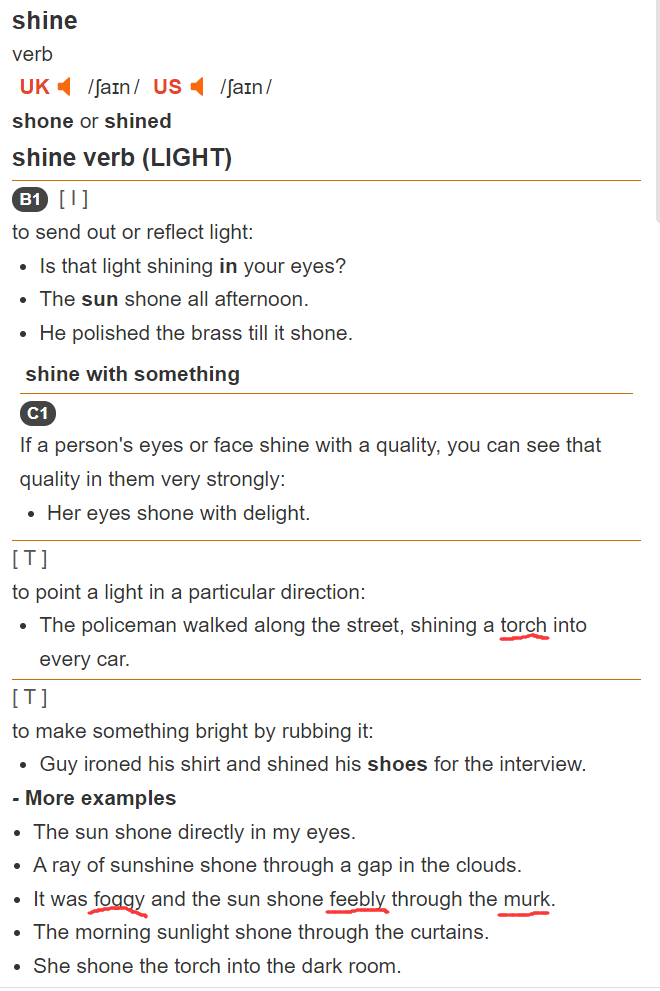 shine
verb
UK /ʃaɪn/ US /ʃaɪn/
shone or shined
shine verb (LIGHT)
B1 [ I ]
to send out or reflect light:
• Is that light shining in your eyes?
• The sun shone all afternoon.
• He polished the brass till it shone.
shine with something
C1
If a person's eyes or face shine with a quality, you can see that
quality in them very strongly:
• Her eyes shone with delight.
[ T ]
to point a light in a particular direction:
• The policeman walked along the street, shining a torch into
every car.
[ T ]
to make something bright by rubbing it:
• Guy ironed his shirt and shined his shoes for the interview.
- More examples
• The sun shone directly in my eyes.
• A ray of sunshine shone through a gap in the clouds.
• It was foggy and the sun shone feebly through the murk.
• The morning sunlight shone through the curtains.
• She shone the torch into the dark room.